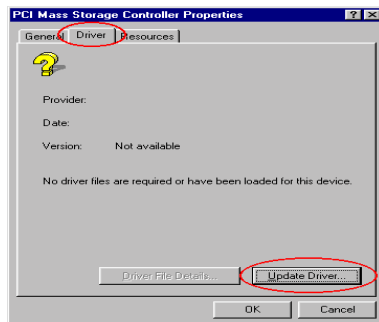 PCI Mass Storage Controller Properties
General Driver Resources
Provider:
Date:
Version: Not available
No driver files are required or have been loaded for this device.
Driver File Details... Update Driver...
OK Cancel